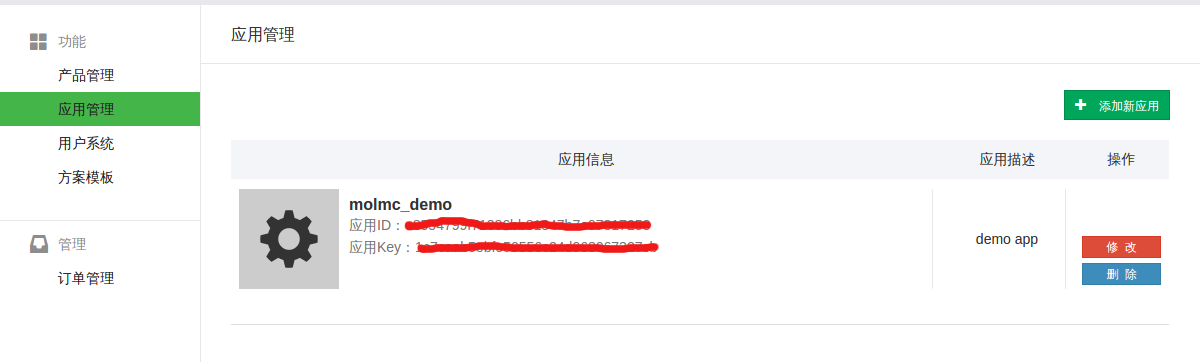 功能
产品管理
应用管理
用户系统
方案模板
管理
订单管理
应用管理
添加新应用
应用信息 应用描述 操作
molmc_demo
应用ID：
应用Key：
demo app
修 改
删 除